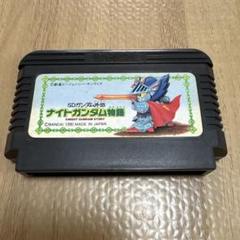 SDガンダム外伝
ナイトガンダム物語
KNIGHT GUNDAM STORY
©BANDAI 1990 MADE IN JAPAN